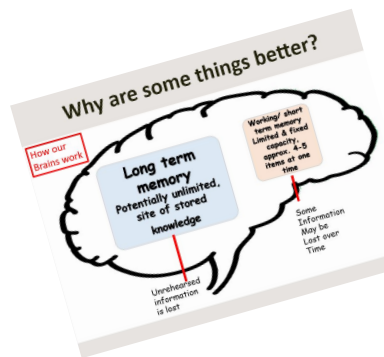 Why are some things better?
How our
Brains work
Long term
memory
Potentially unlimited,
site of stored
knowledge
Working/ short
term memory
Limited & fixed
capacity,
approx. 4-5
items at one
time
Unrehearsed
information
is lost
Some
Information
May be
Lost over
Time